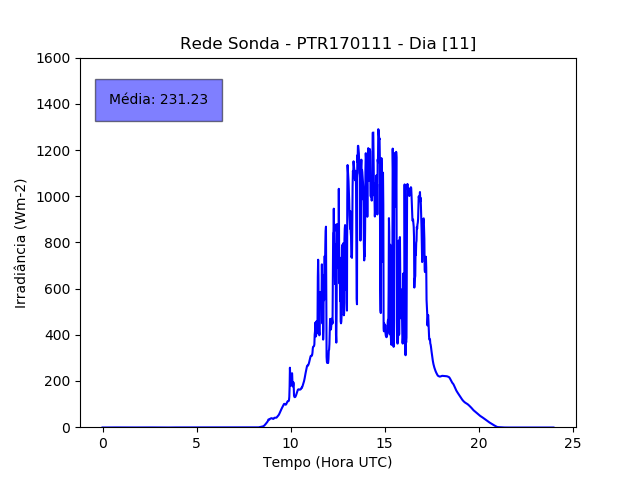 Rede Sonda - PTR170111 - Dia [11]
1600
1400
1200
1000
800
600
400
200
0
Média: 231.23
Irradiância (Wm-2)
0 5 10 15 20 25
Tempo (Hora UTC)